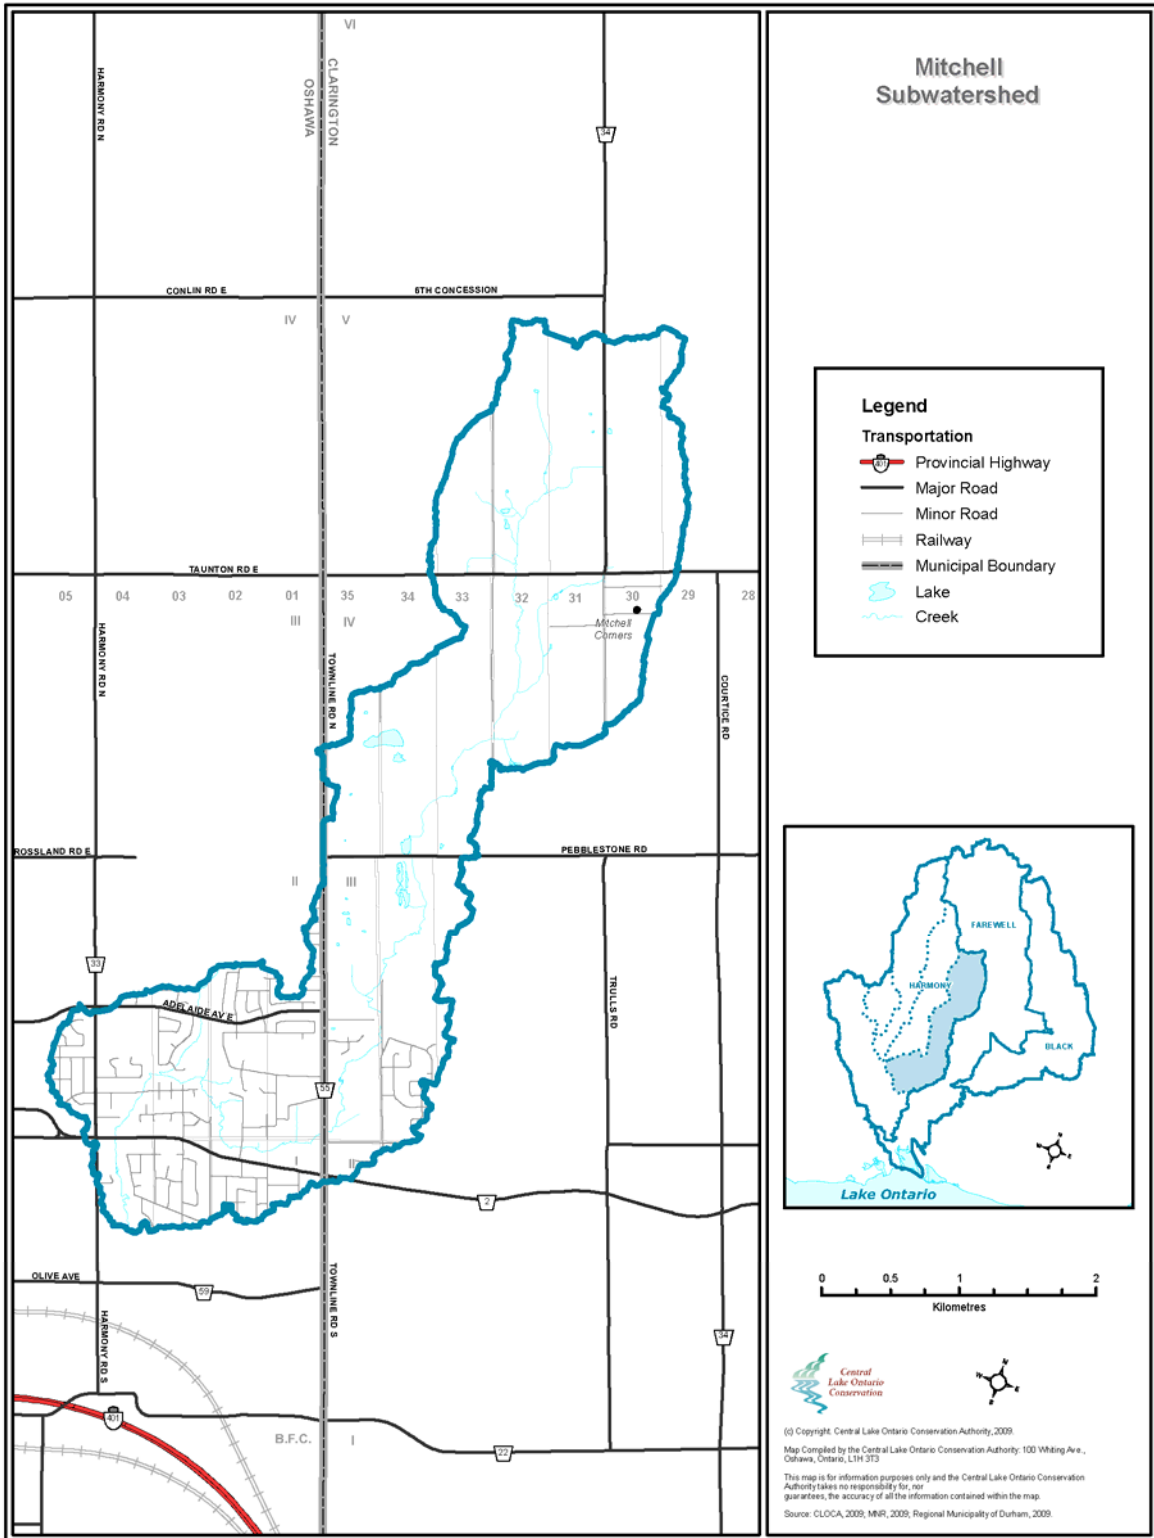 VI
HARMONY RD N
OSHAWA
CLARINGTON
34
Mitchell
Subwatershed
CONLIN RD E
6TH CONCESSION
IV
V
Legend
Transportation
401
Provincial Highway
Major Road
Minor Road
Railway
Municipal Boundary
Lake
Creek
TAUNTON RD E
05
04
03
02
01
35
34
33
32
31
30
29
28
III
IV
Mitchell
Corners
HARMONY RD N
TOWNLINE RD N
COURTICE RD
ROSSLAND RD E
PEBBLESTONE RD
II
III
33
ADELAIDE AV E
TRULLS RD
55
I
II
2
FAREWELL
HARMONY
BLACK
Lake Ontario
OLIVE AVE
59
HARMONY RD S
TOWNLINE RD S
34
401
B.F.C.
I
22
0
0.5
1
2
Kilometres
Central
Lake Ontario
Conservation
N
E
S
W
(c) Copyright. Central Lake Ontario Conservation Authority, 2009.
Map Compiled by the Central Lake Ontario Conservation Authority: 100 Whiting Ave.,
Oshawa, Ontario, L1H 3T3
This map is for information purposes only and the Central Lake Ontario Conservation
Authority takes no responsibility for, nor
guarantees, the accuracy of all the information contained within the map.
Source: CLOCA, 2009; MNR, 2009; Regional Municipality of Durham, 2009.